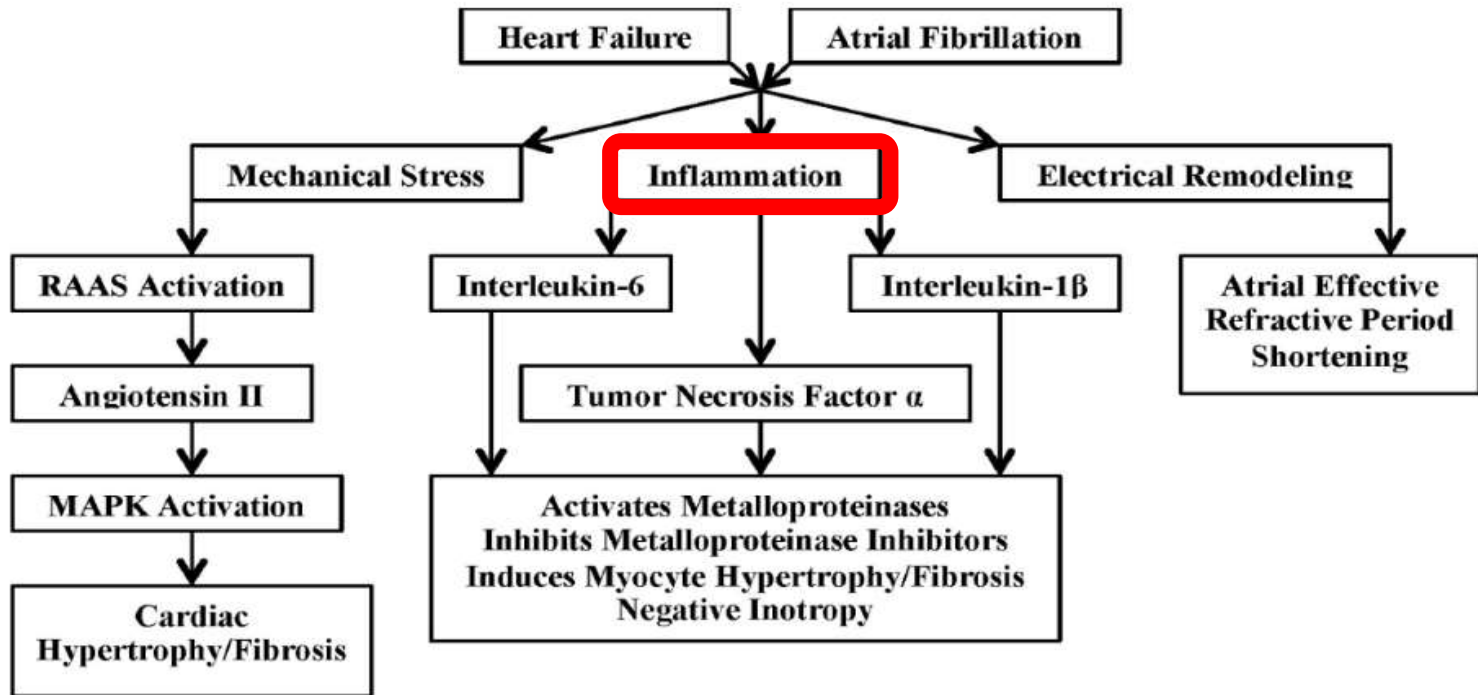 Heart Failure
Atrial Fibrillation
Mechanical Stress
Inflammation
Electrical Remodeling
RAAS Activation
Interleukin-6
Interleukin-1β
Atrial Effective
Refractive Period
Shortening
Angiotensin II
Tumor Necrosis Factor α
MAPK Activation
Activates Metalloproteinases
Inhibits Metalloproteinase Inhibitors
Induces Myocyte Hypertrophy/Fibrosis
Negative Inotropy
Cardiac
Hypertrophy/Fibrosis